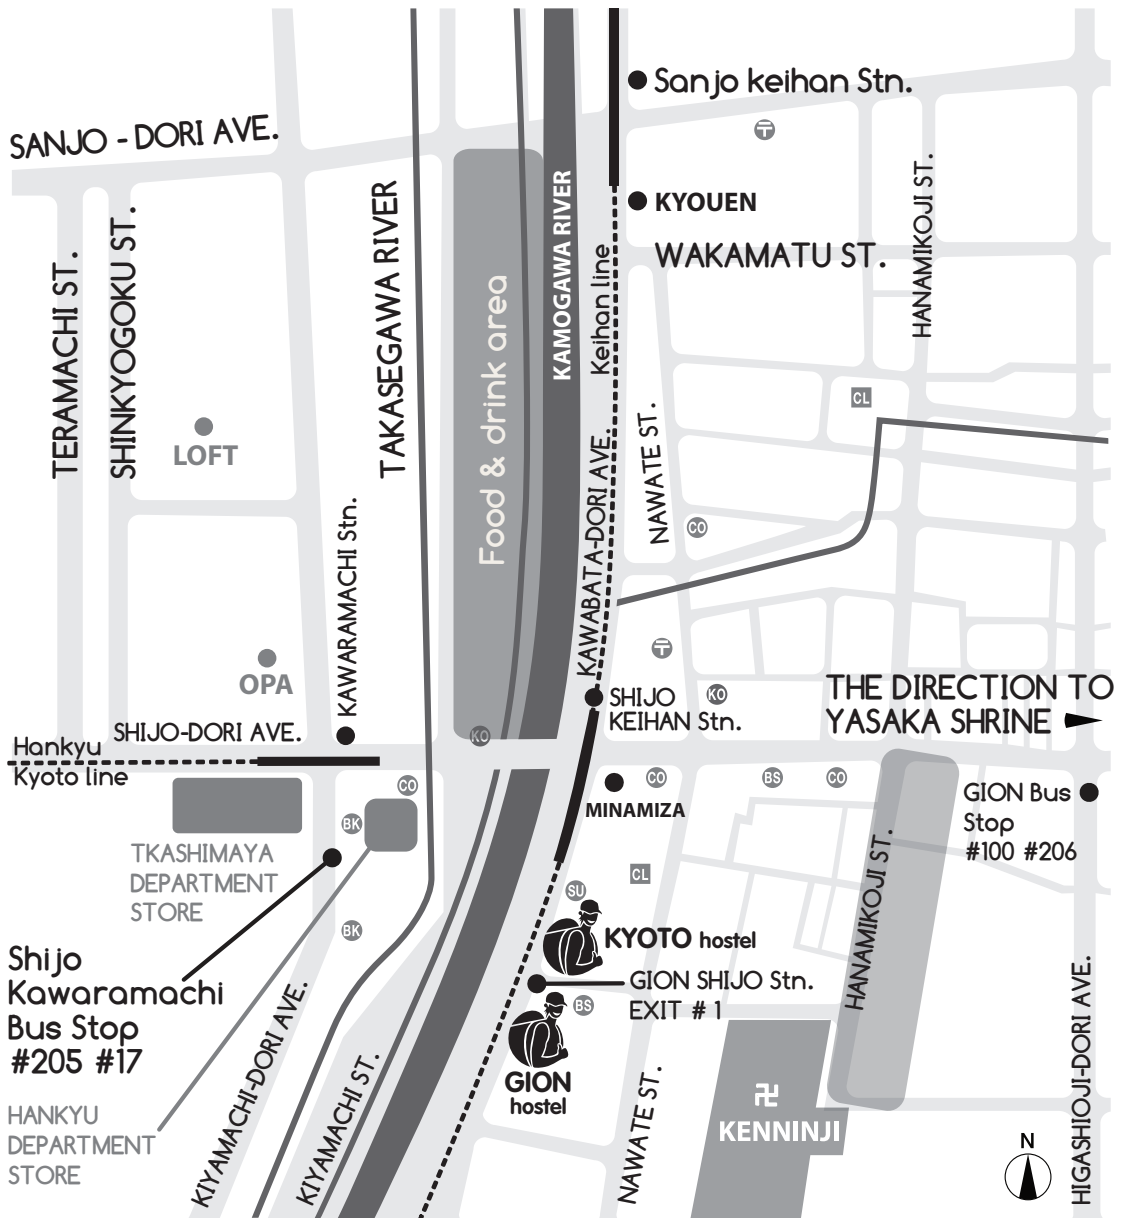 Sanjo keihan Stn.
SANJO - DORI AVE.
〒
KYOUEN
WAKAMATU ST.
HANAMIKOJI ST.
TERAMACHI ST.
SHINKYOGOKU ST.
TAKASEGAWA RIVER
Food & drink area
KAMOGAWA RIVER
Keihan line
CL
LOFT
NAWATE ST.
KAWABATA-DORI AVE.
CO
KAWARAMACHI Stn.
〒
OPA
SHIJO
KEIHAN Stn.
KO
THE DIRECTION TO
YASAKA SHRINE
KO
SHIJO-DORI AVE.
Hankyu
Kyoto line
CO
CO
BS
CO
MINAMIZA
GION Bus
Stop
#100 #206
BK
TKASHIMAYA
DEPARTMENT
STORE
CL
SU
BK
HANAMIKOJI ST.
KYOTO hostel
Shijo
Kawaramachi
Bus Stop
#205 #17
GION SHIJO Stn.
EXIT # 1
BS
GION
hostel
KIYAMACHI-DORI AVE.
KIYAMACHI ST.
NAWATE ST.
卍
KENNINJI
HIGASHIOJI-DORI AVE.
HANKYU
DEPARTMENT
STORE
N